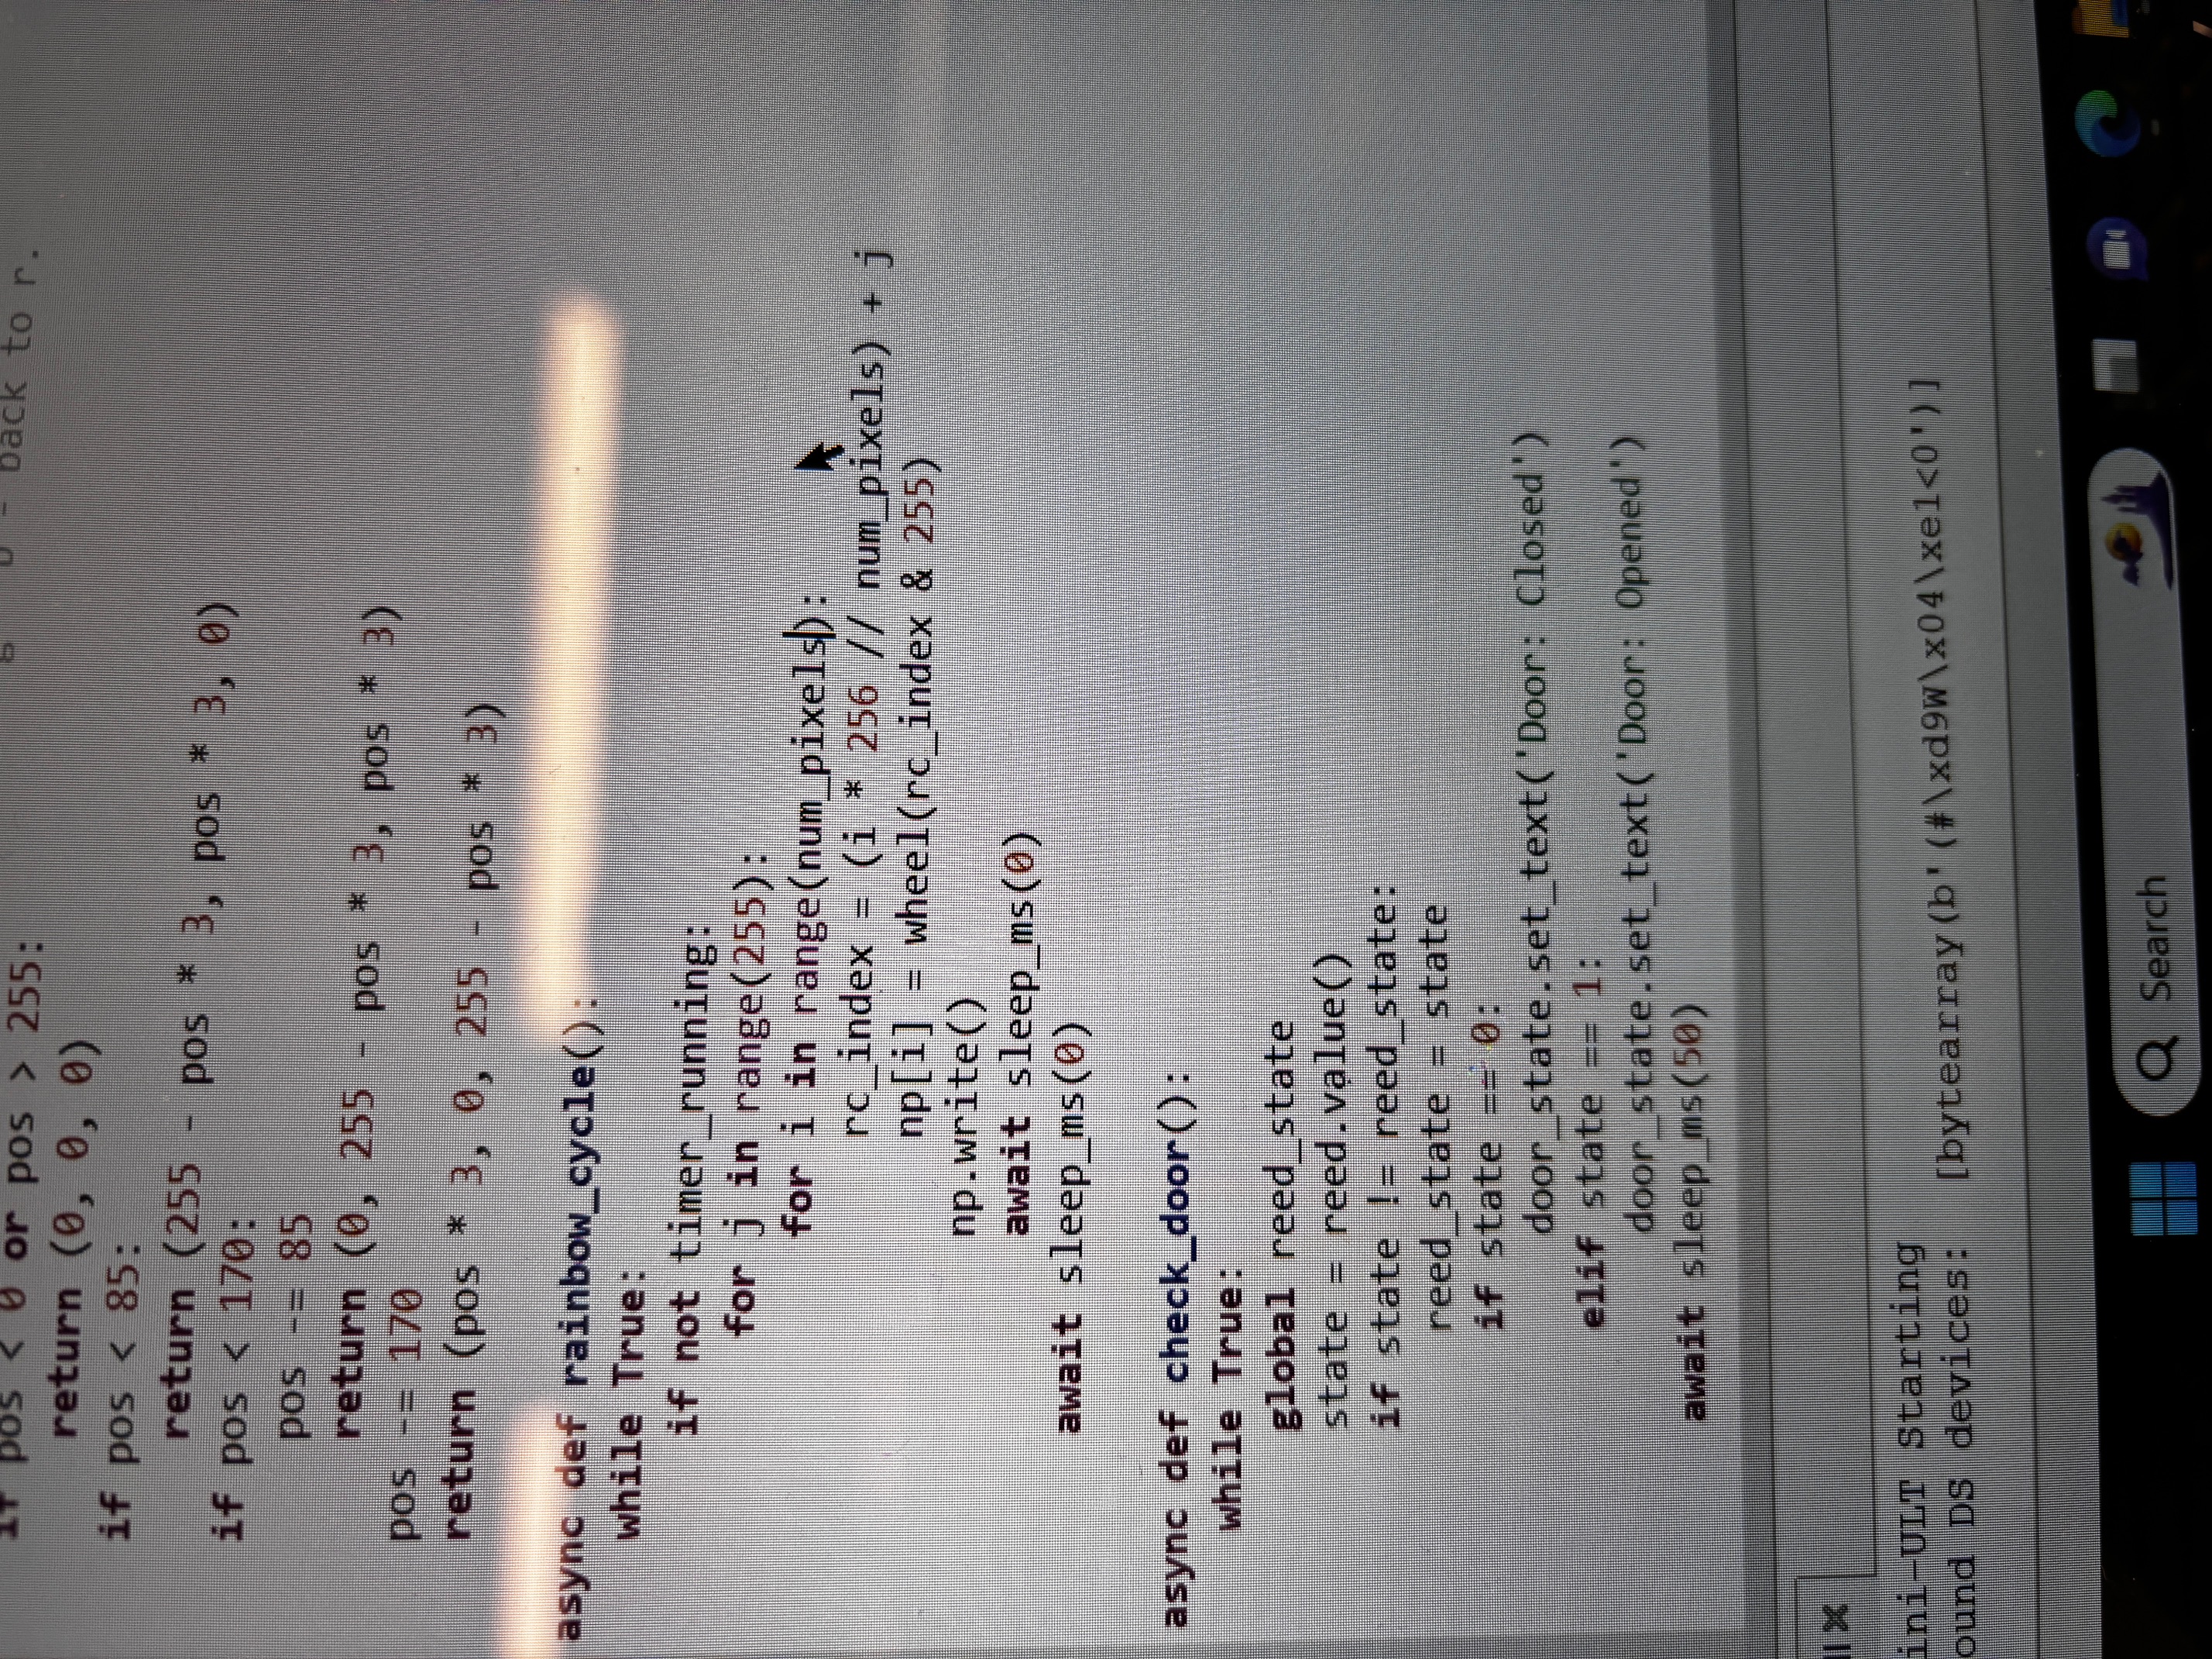 if pos < 0 or pos > 255:
- back to r.
return (0, 0, 0)
if pos < 85:
return (255 - pos * 3, pos * 3, 0)
if pos < 170:
pos -= 85
return (0, 255 - pos * 3, pos * 3)
pos -= 170
return (pos * 3, 0, 255 - pos * 3)
async def rainbow_cycle():
while True:
if not timer_running:
for j in range(255):
for i in range(num_pixels):
rc_index = (i * 256 // num_pixels) + j
np[i] = wheel(rc_index & 255)
np.write()
await sleep_ms(0)
await sleep_ms(0)
async def check_door():
while True:
global reed_state
state = reed.value()
if state != reed_state:
reed_state = state
if state == 0:
door_state.set_text('Door: Closed')
elif state == 1:
door_state.set_text('Door: Opened')
await sleep_ms(50)
ini-ULT Starting
ound DS devices: [bytearray(b'(#\xd9W\x04\xe1<0')]
Search